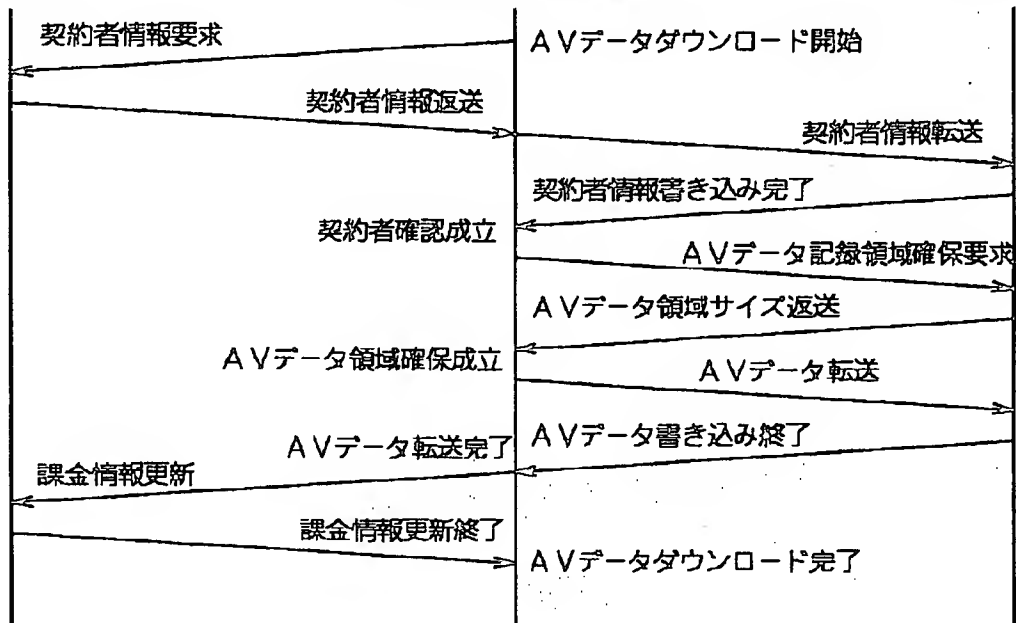 契約者情報要求
AVデータダウンロード開始
契約者情報返送
契約者情報転送
契約者情報書き込み完了
契約者確認成立
AVデータ記録領域確保要求
AVデータ領域サイズ返送
AVデータ領域確保成立
AVデータ転送
AVデータ書き込み終了
AVデータ転送完了
課金情報更新
課金情報更新終了
AVデータダウンロード完了